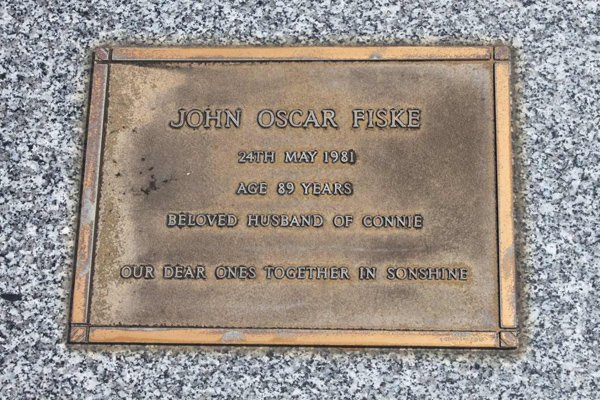 JOHN OSCAR FISKE
24TH MAY 1981
AGE 89 YEARS
BELOVED HUSBAND OF CONNIE
OUR DEAR ONES TOGETHER IN SONSHINE